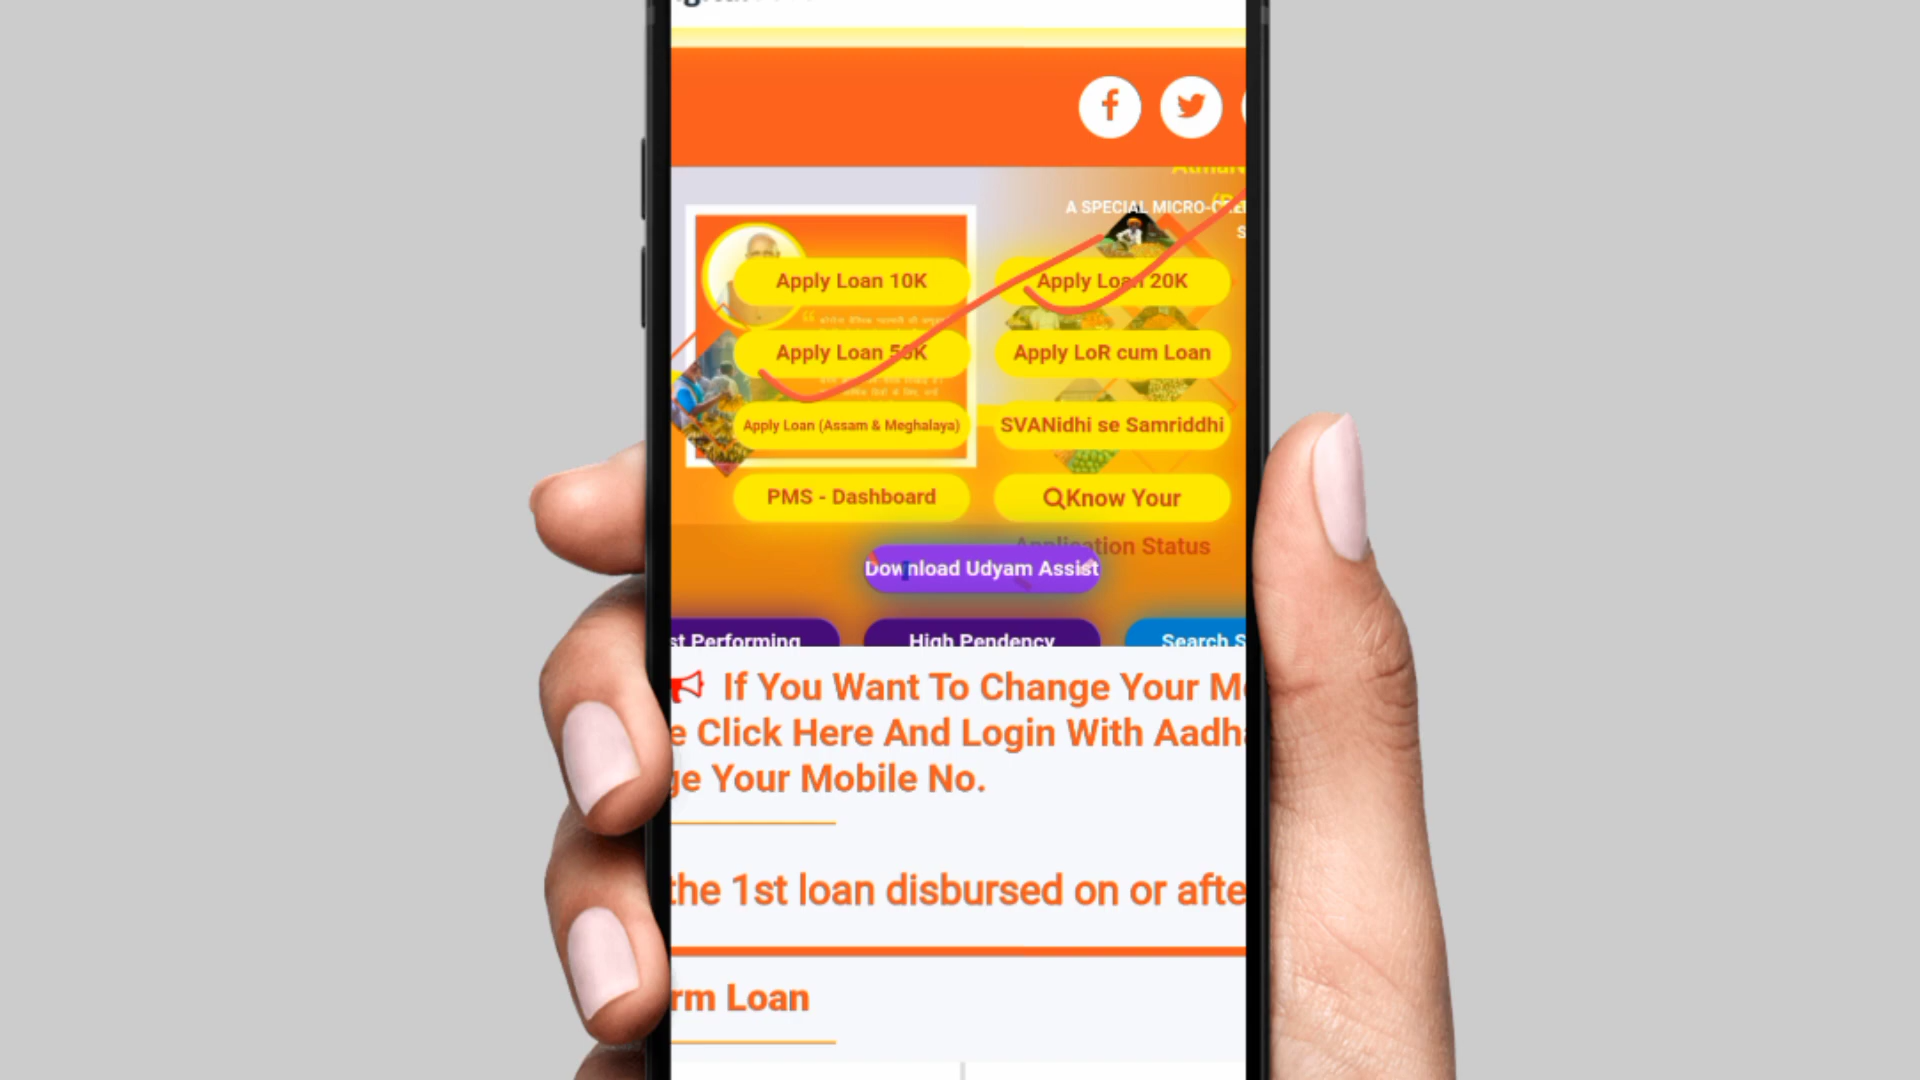 A SPECIAL MICRO-CRE
Apply Loan 10K
Apply Loan 20K
Apply Loan 50K
Apply LoR cum Loan
Apply Loan (Assam & Meghalaya)
SVANidhi se Samriddhi
PMS - Dashboard
Know Your
Application Status
Download Udyam Assist
st Performing
High Pendency
Search S
If You Want To Change Your M
e Click Here And Login With Aadha
ge Your Mobile No.
the 1st loan disbursed on or afte
rm Loan